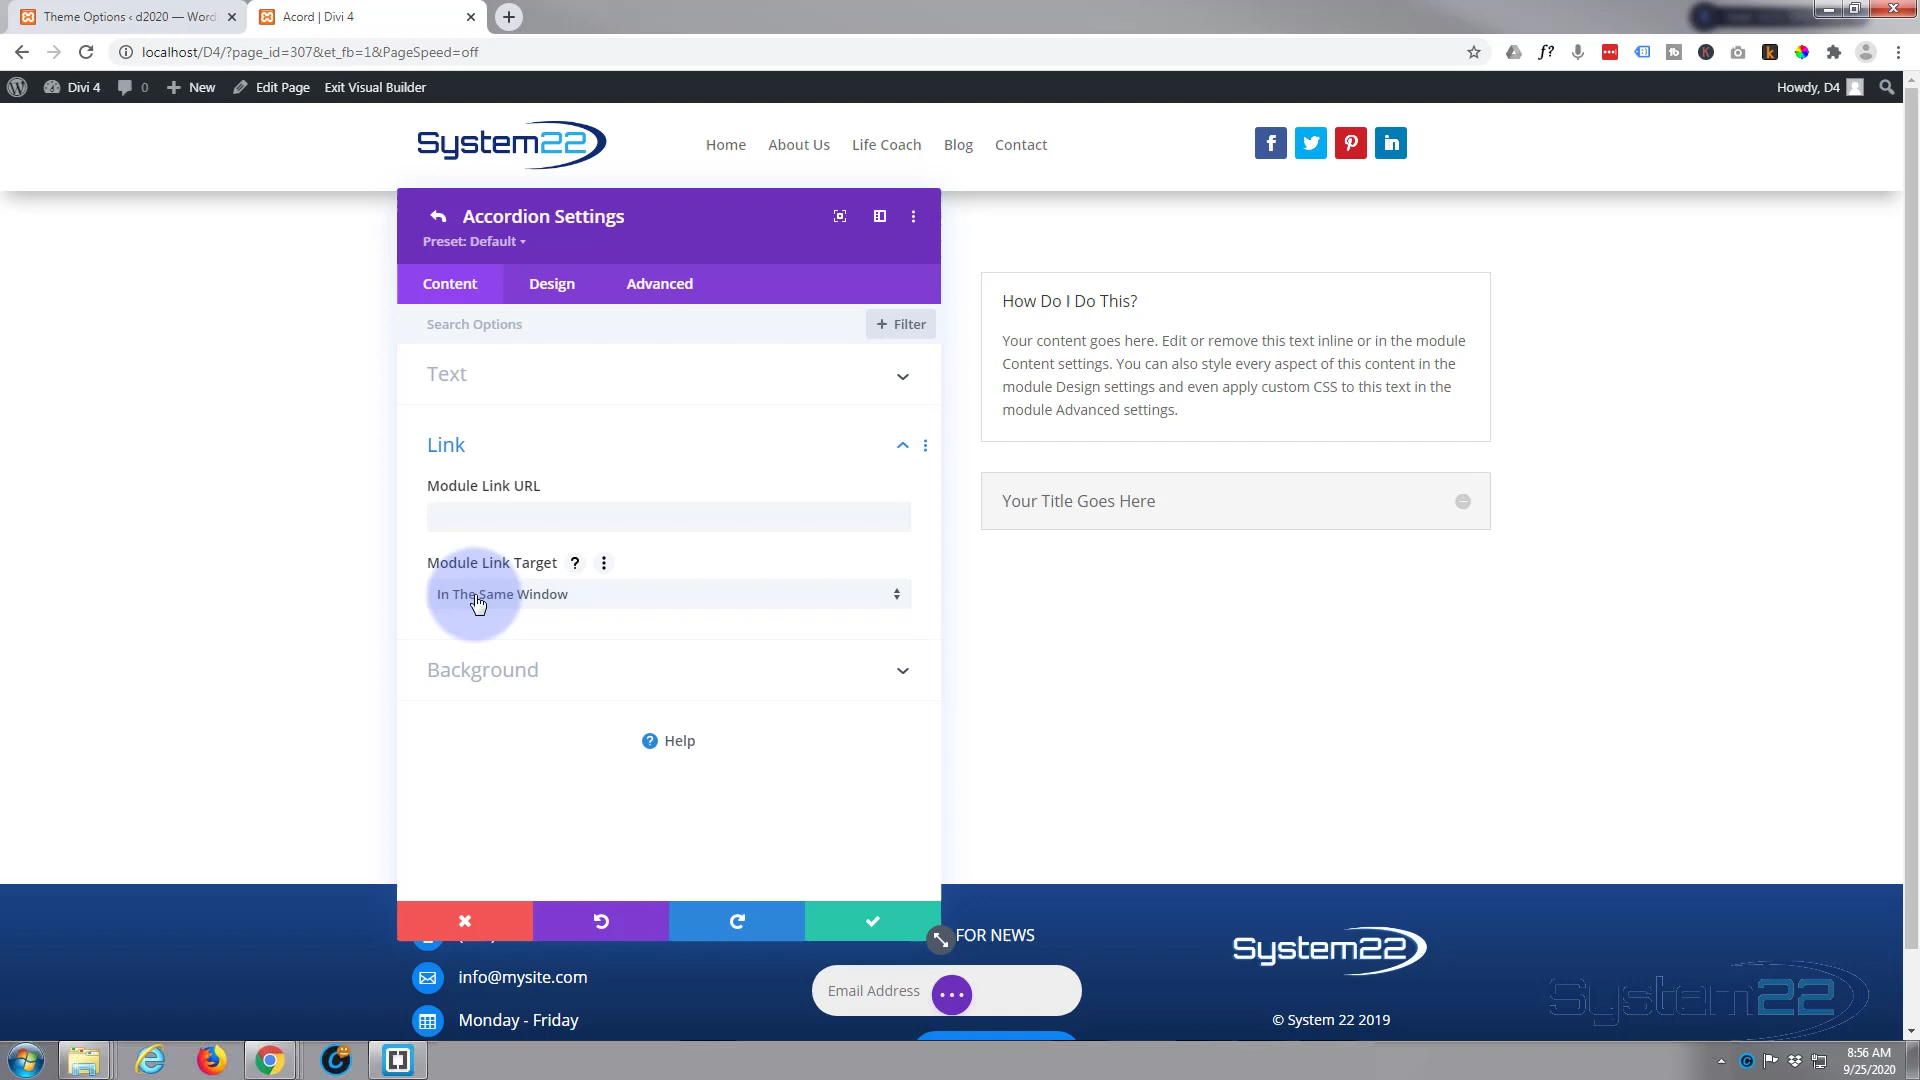 Theme Options ‹ d2020 — Word
Acord | Divi 4
localhost/D4/?page_id=307&et_fb=1&PageSpeed=off
Divi 4
0
New
Edit Page
Exit Visual Builder
Howdy, D4
System22
Home
About Us
Life Coach
Blog
Contact
Accordion Settings
Preset: Default
Content
Design
Advanced
Search Options
+ Filter
Text
Link
Module Link URL
Module Link Target
In The Same Window
Background
Help
How Do I Do This?
Your content goes here. Edit or remove this text inline or in the module
Content settings. You can also style every aspect of this content in the
module Design settings and even apply custom CSS to this text in the
module Advanced settings.
Your Title Goes Here
FOR NEWS
info@mysite.com
Email Address
Monday - Friday
System22
© System 22 2019
System22
8:56 AM
9/25/2020